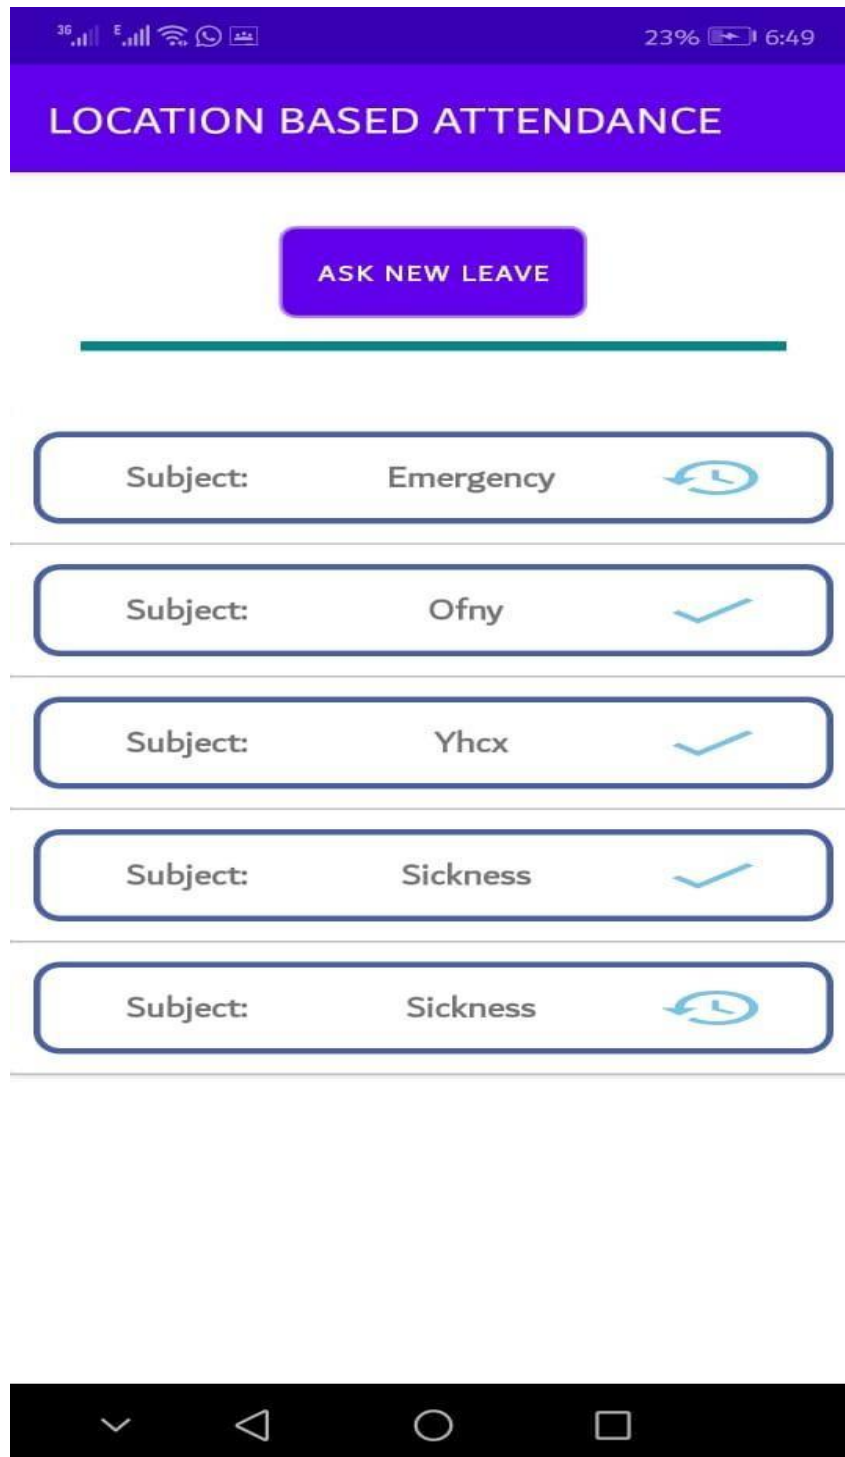 3G E 23% 6:49
LOCATION BASED ATTENDANCE
ASK NEW LEAVE
Subject: Emergency
Subject: Ofny
Subject: Yhcx
Subject: Sickness
Subject: Sickness